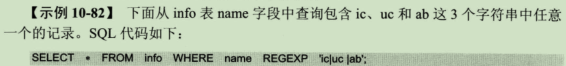 【示例 10-82】 下面从 info 表 name 字段中查询包含 ic、uc 和 ab 这 3 个字符串中任意
一个的记录。SQL 代码如下：
SELECT * FROM info WHERE name REGEXP 'ic|uc |ab';